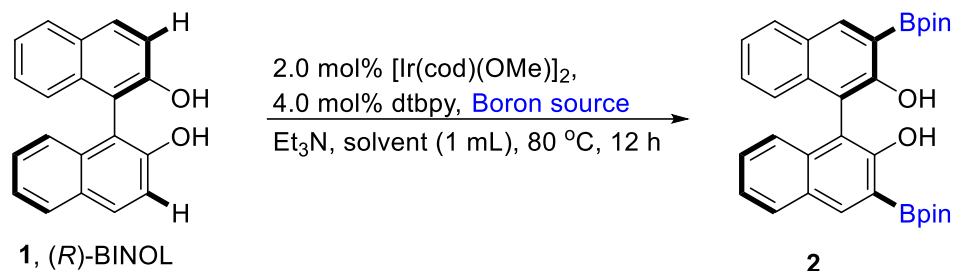 H
OH
OH
H
1, (R)-BINOL
2.0 mol% [Ir(cod)(OMe)]₂,
4.0 mol% dtbpy, Boron source
Et₃N, solvent (1 mL), 80 °C, 12 h
Bpin
OH
OH
Bpin
2